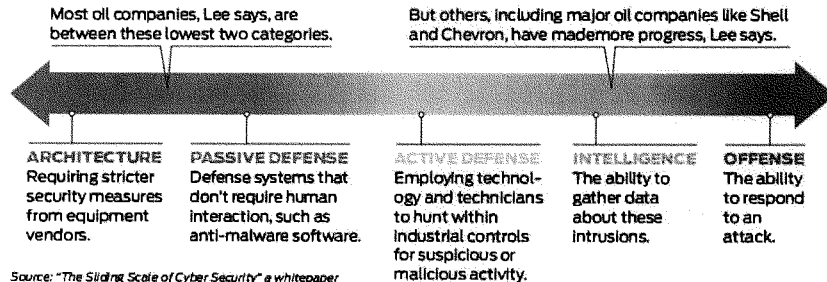 Most oil companies, Lee says, are
between these lowest two categories.
But others, including major oil companies like Shell
and Chevron, have mademore progress, Lee says.
ARCHITECTURE
Requiring stricter
security measures
from equipment
vendors.
PASSIVE DEFENSE
Defense systems that
don't require human
interaction, such as
anti-malware software.
ACTIVE DEFENSE
Employing technol-
ogy and technicians
to hunt within
industrial controls
for suspicious or
malicious activity.
INTELLIGENCE
The ability to
gather data
about these
intrusions.
OFFENSE
The ability
to respond
to an
attack.
Source: "The Sliding Scale of Cyber Security" a whitepaper